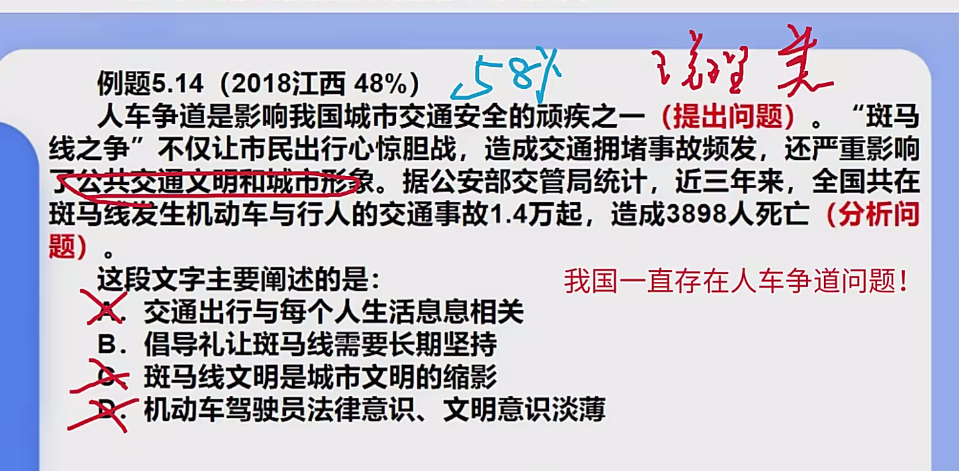 例题5.14（2018江西 48%）
58%
人车争道是影响我国城市交通安全的顽疾之一（提出问题）。“斑马
线之争”不仅让市民出行心惊胆战，造成交通拥堵事故频发，还严重影响
了公共交通文明和城市形象。据公安部交管局统计，近三年来，全国共在
斑马线发生机动车与行人的交通事故1.4万起，造成3898人死亡（分析问
题）。
这段文字主要阐述的是：
我国一直存在人车争道问题！
A．交通出行与每个人生活息息相关
B．倡导礼让斑马线需要长期坚持
C．斑马线文明是城市文明的缩影
D．机动车驾驶员法律意识、文明意识淡薄